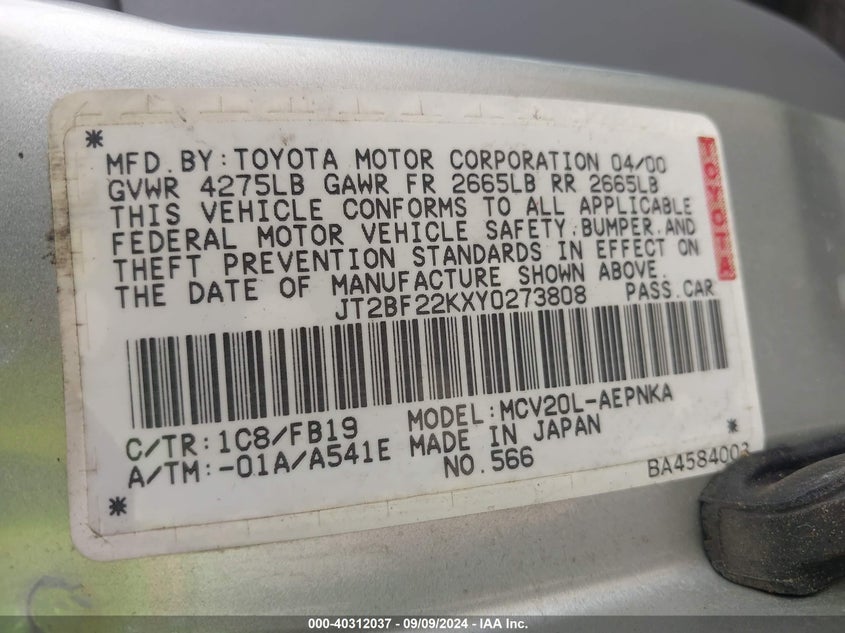 MFD.BY:TOYOTA MOTOR CORPORATION 04/00
GVWR 4275LB GAWR FR 2665LB RR 2665LB
THIS VEHICLE CONFORMS TO ALL APPLICABLE
FEDERAL MOTOR VEHICLE SAFETY,BUMPER,AND
THEFT PREVENTION STANDARDS IN EFFECT ON
THE DATE OF MANUFACTURE SHOWN ABOVE.
JT2BF22KXY0273808 PASS.CAR
TOYOTA
C/TR:1C8/FB19 MODEL:MCV20L-AEPNKA
A/TM:-01A/A541E MADE IN JAPAN
NO.566 BA4584003
000-40312037 - 09/09/2024 - IAA Inc.